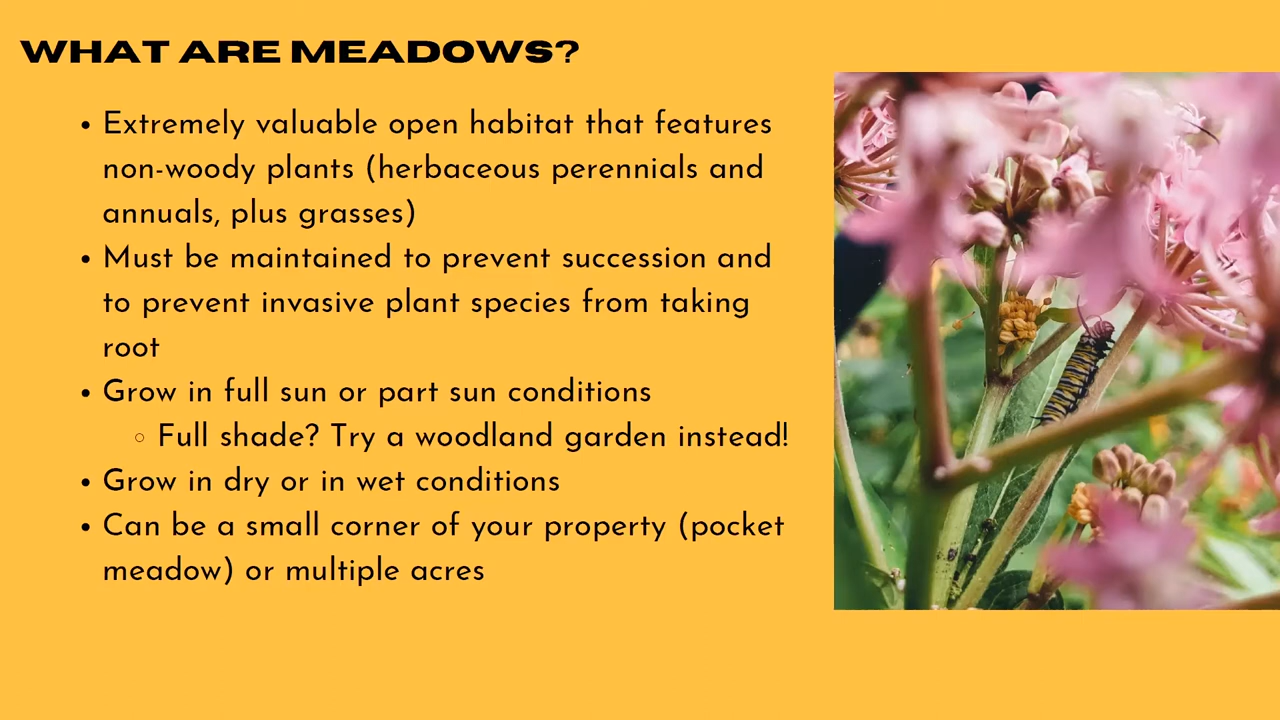 WHAT ARE MEADOWS?
• Extremely valuable open habitat that features
non-woody plants (herbaceous perennials and
annuals, plus grasses)
• Must be maintained to prevent succession and
to prevent invasive plant species from taking
root
• Grow in full sun or part sun conditions
◦ Full shade? Try a woodland garden instead!
• Grow in dry or in wet conditions
• Can be a small corner of your property (pocket
meadow) or multiple acres